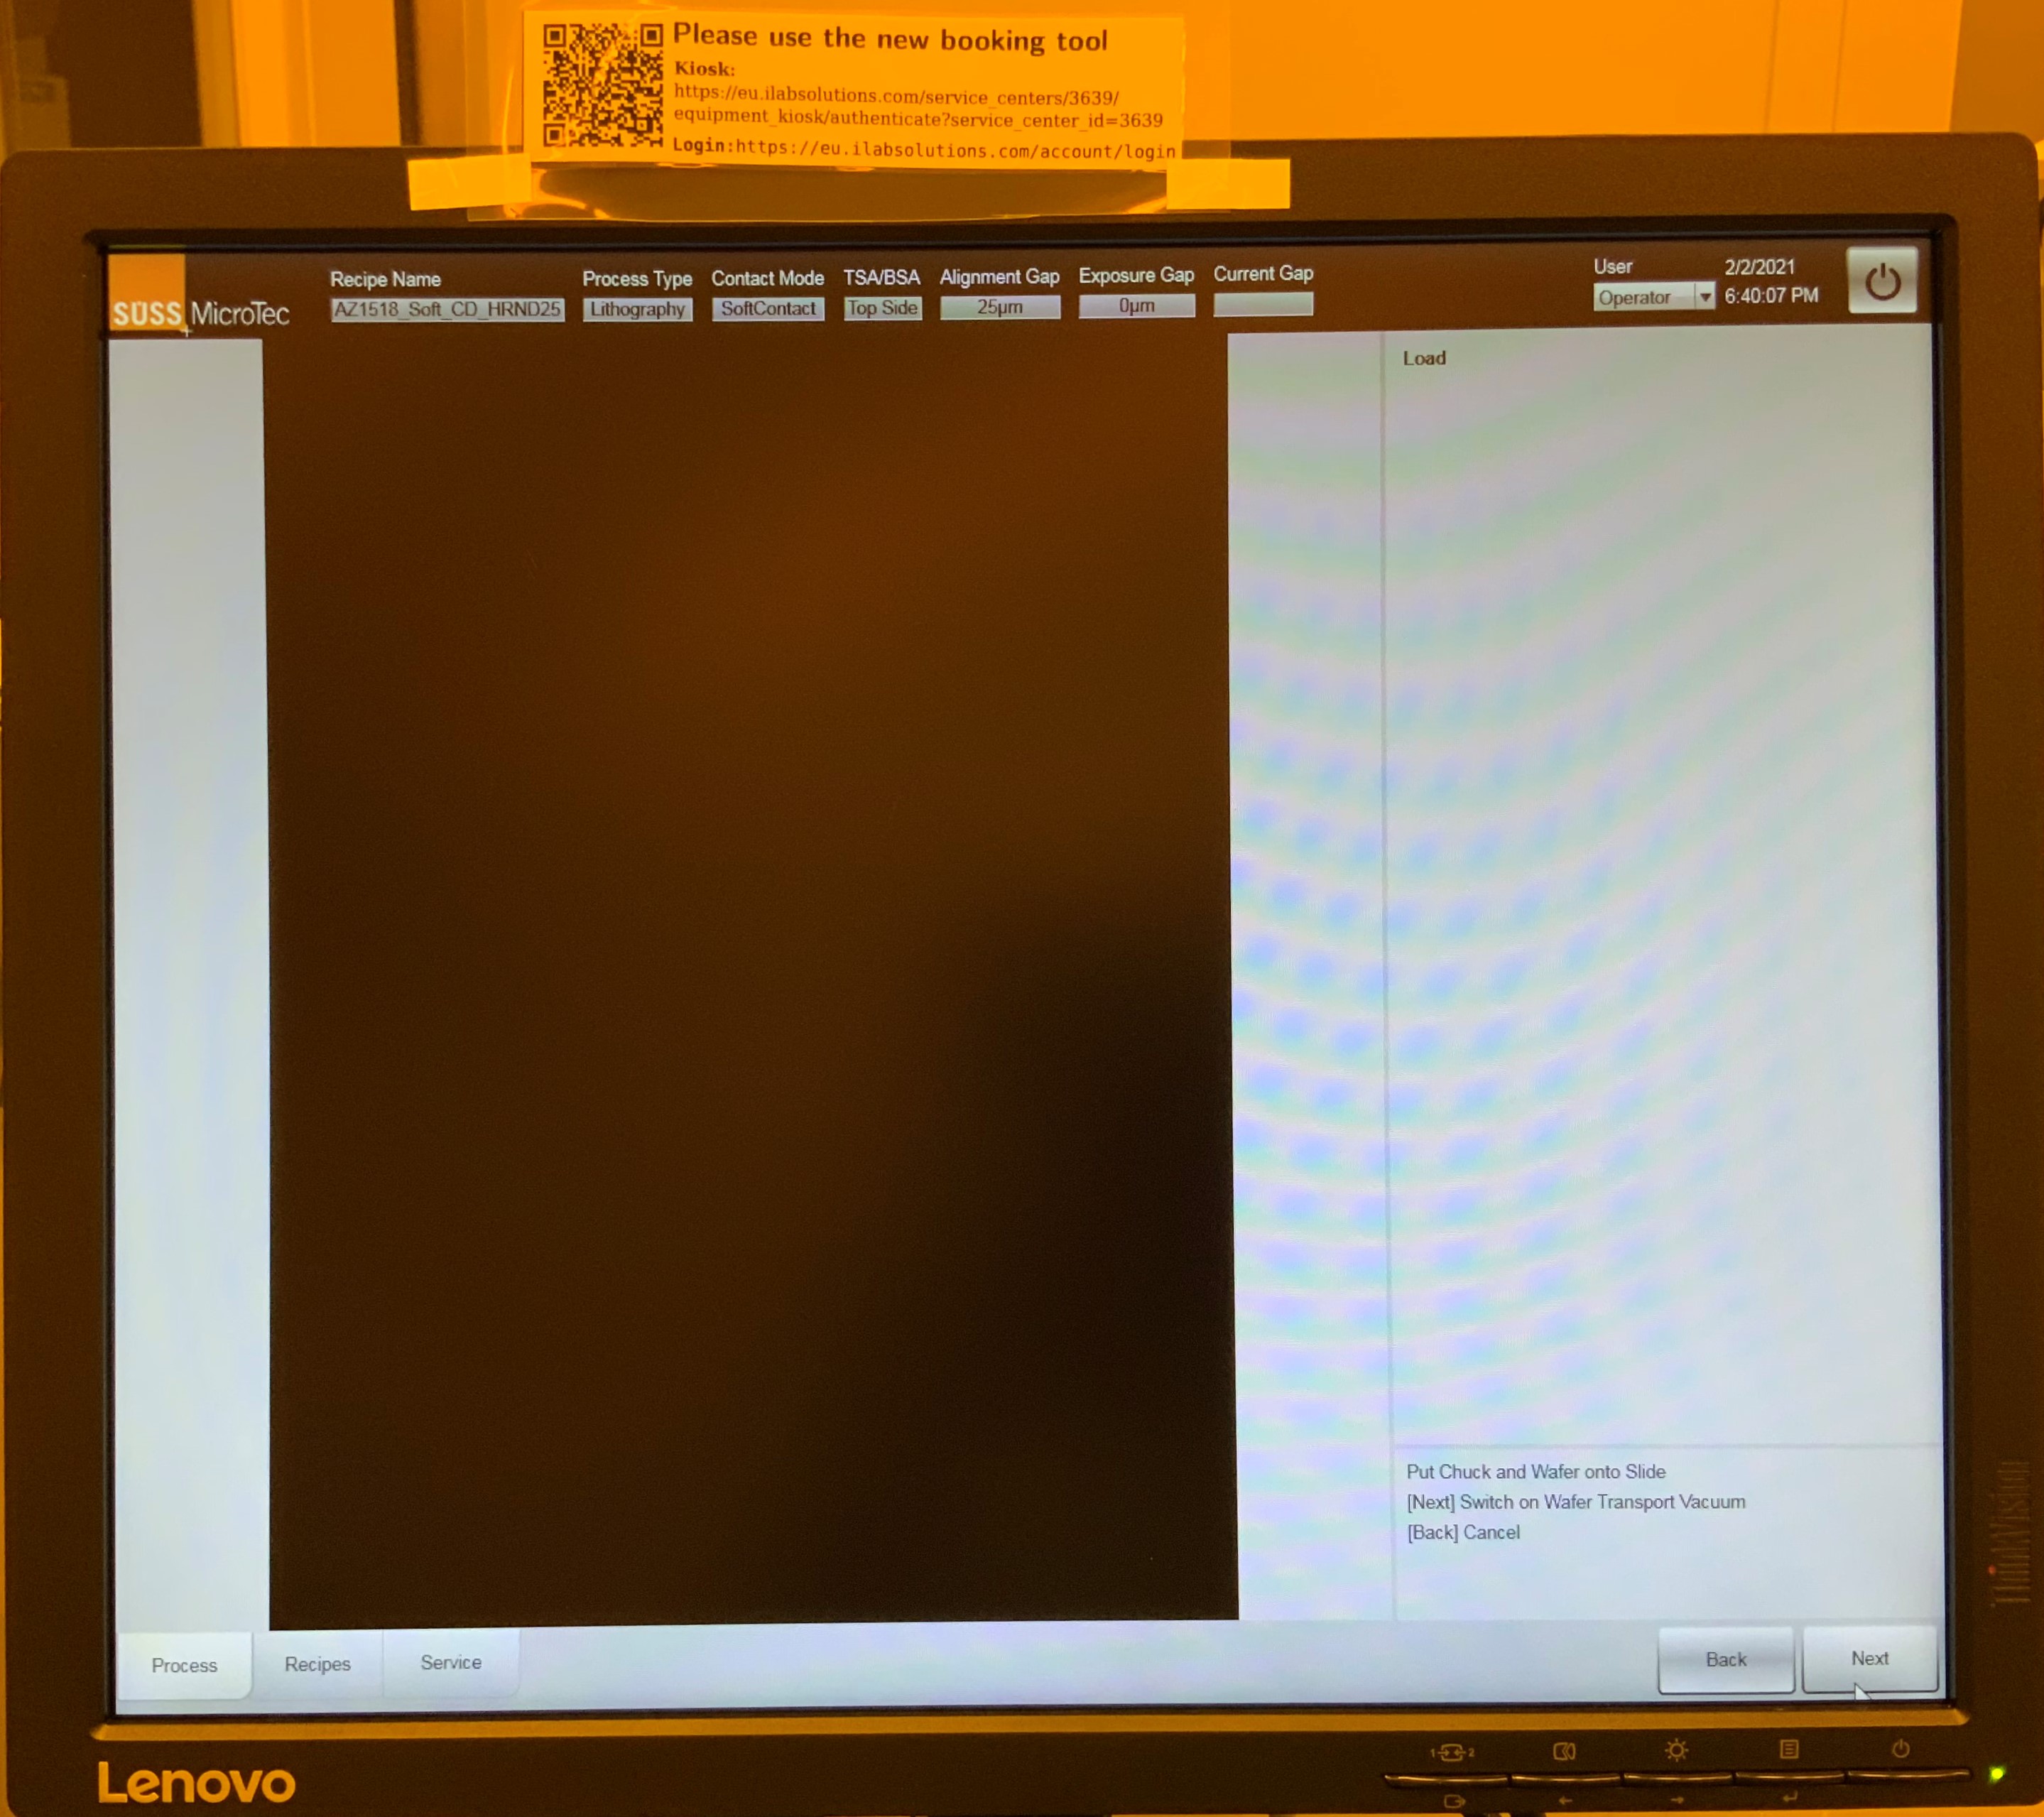 Please use the new booking tool
Kiosk:
https://eu.ilabsolutions.com/service_centers/3639/
equipment_kiosk/authenticate?service_center_id=3639
Login:https://eu.ilabsolutions.com/account/login
SÜSS MicroTec
Recipe Name
AZ1518_Soft_CD_HRND25
Process Type
Lithography
Contact Mode
SoftContact
TSA/BSA
Top Side
Alignment Gap
25µm
Exposure Gap
0µm
Current Gap
User
Operator
2/2/2021
6:40:07 PM
Load
Put Chuck and Wafer onto Slide
[Next] Switch on Wafer Transport Vacuum
[Back] Cancel
Process
Recipes
Service
Back
Next
ThinkVision
Lenovo
1 2